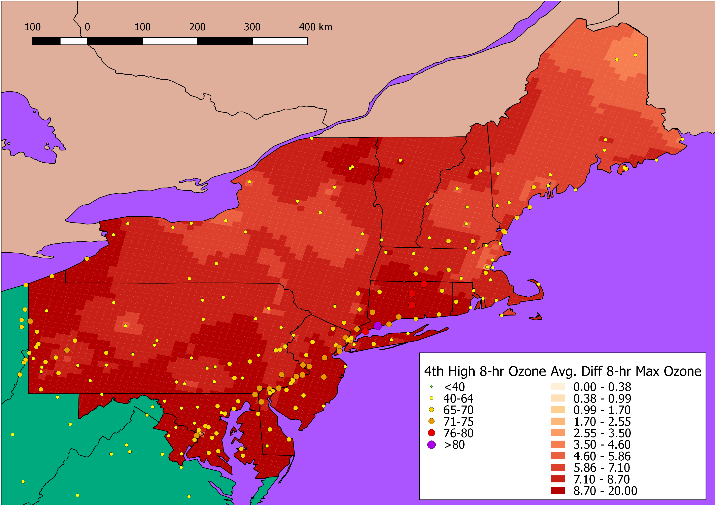 100 0 100 200 300 400 km
4th High 8-hr Ozone Avg. Diff 8-hr Max Ozone
<40 0.00 - 0.38
40-64 0.38 - 0.99
65-70 0.99 - 1.70
71-75 1.70 - 2.55
76-80 2.55 - 3.50
>80 3.50 - 4.60
4.60 - 5.86
5.86 - 7.10
7.10 - 8.70
8.70 - 20.00